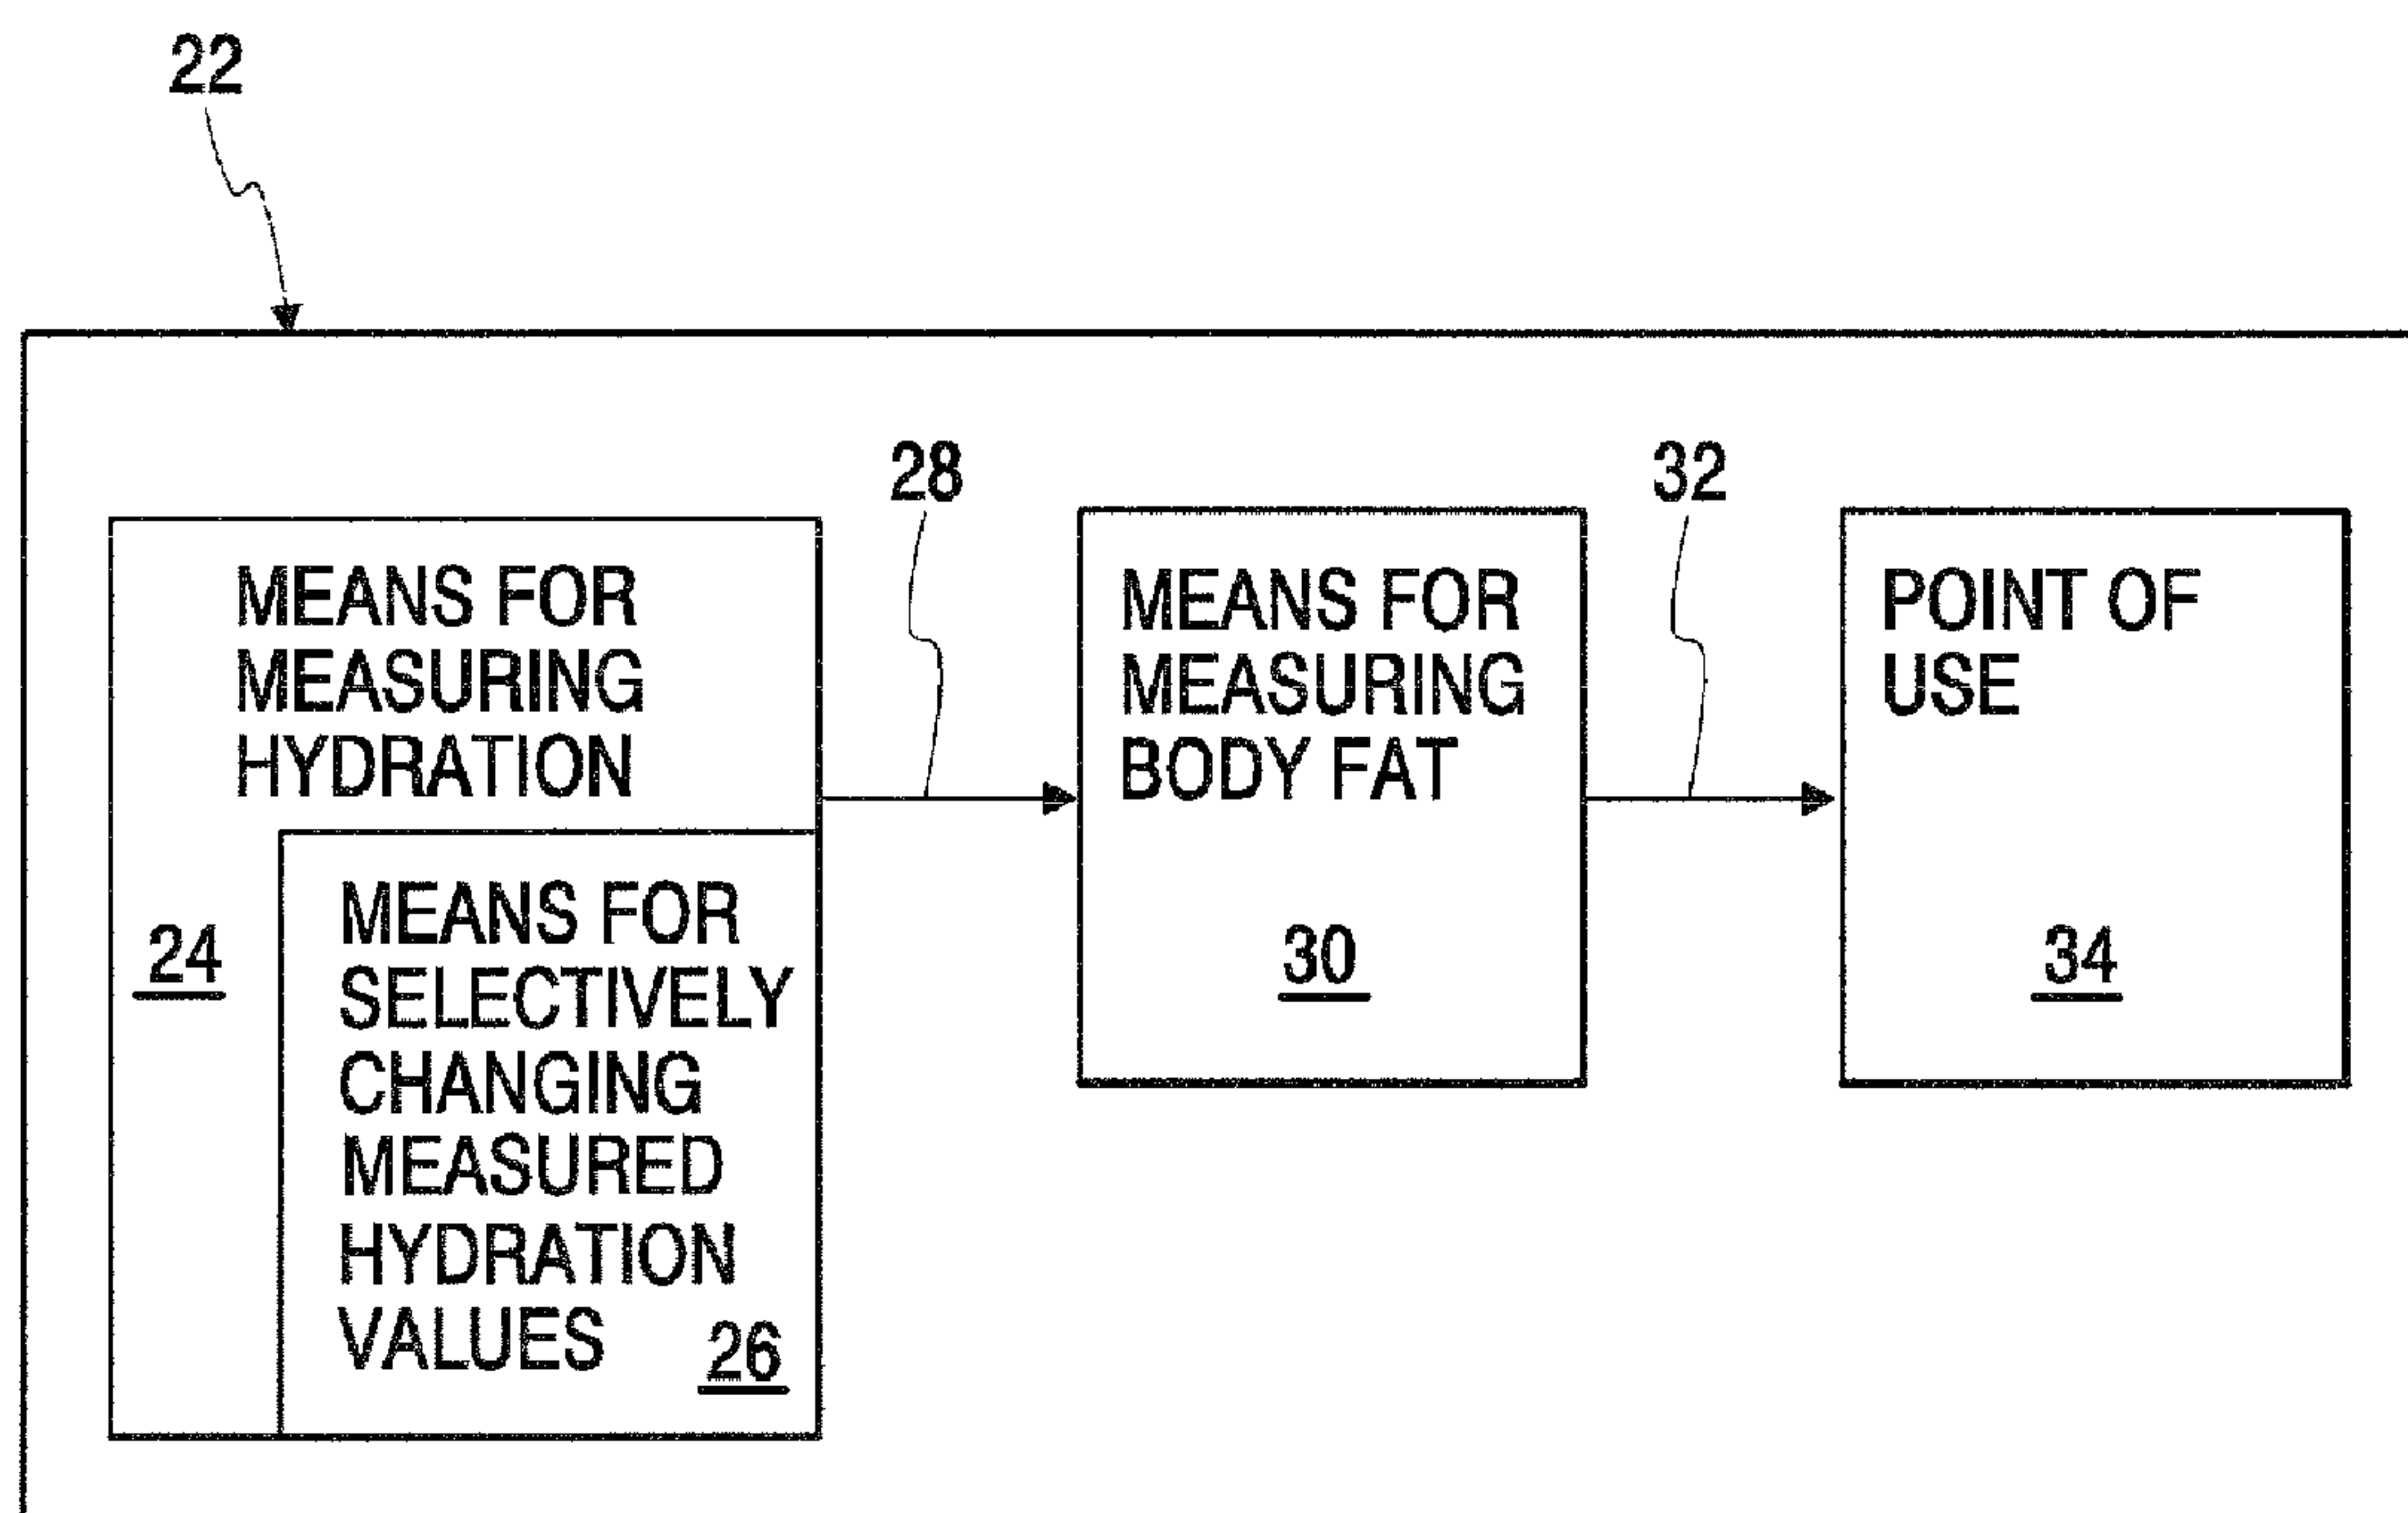 22
28
32
MEANS FOR
MEASURING
HYDRATION
24
MEANS FOR
SELECTIVELY
CHANGING
MEASURED
HYDRATION
VALUES
26
MEANS FOR
MEASURING
BODY FAT
30
POINT OF
USE
34